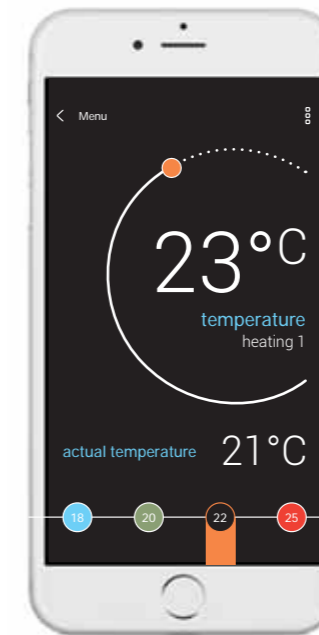 Menu
23°C
temperature
heating 1
actual temperature 21°C
18 20 22 25